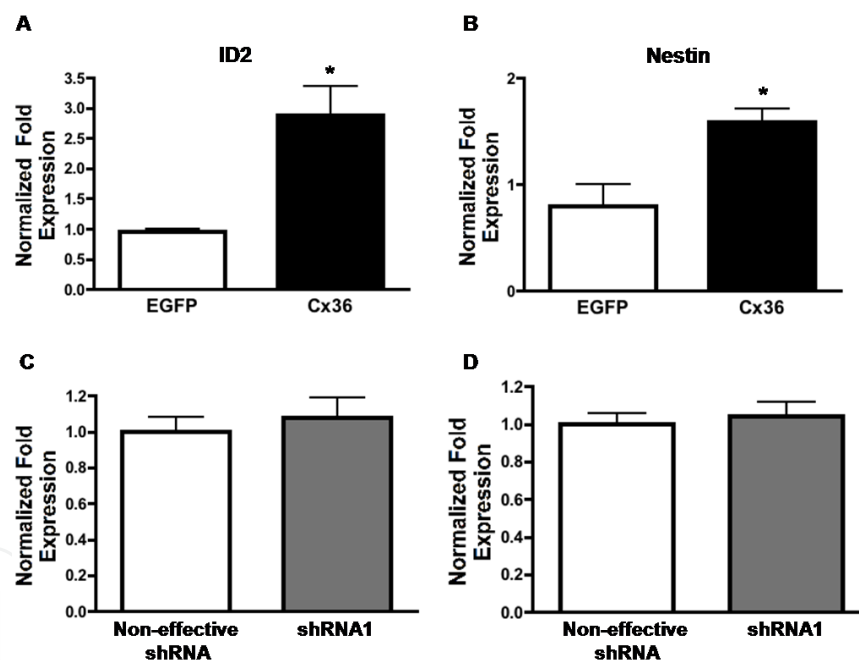 A
ID2
*
Normalized Fold
Expression
3.5
3.0
2.5
2.0
1.5
1.0
0.5
0.0
EGFP
Cx36
B
Nestin
*
Normalized Fold
Expression
2
1
0
EGFP
Cx36
C
Normalized Fold
Expression
1.2
1.0
0.8
0.6
0.4
0.2
0.0
Non-effective
shRNA
shRNA1
D
Normalized Fold
Expression
1.2
1.0
0.8
0.6
0.4
0.2
0.0
Non-effective
shRNA
shRNA1